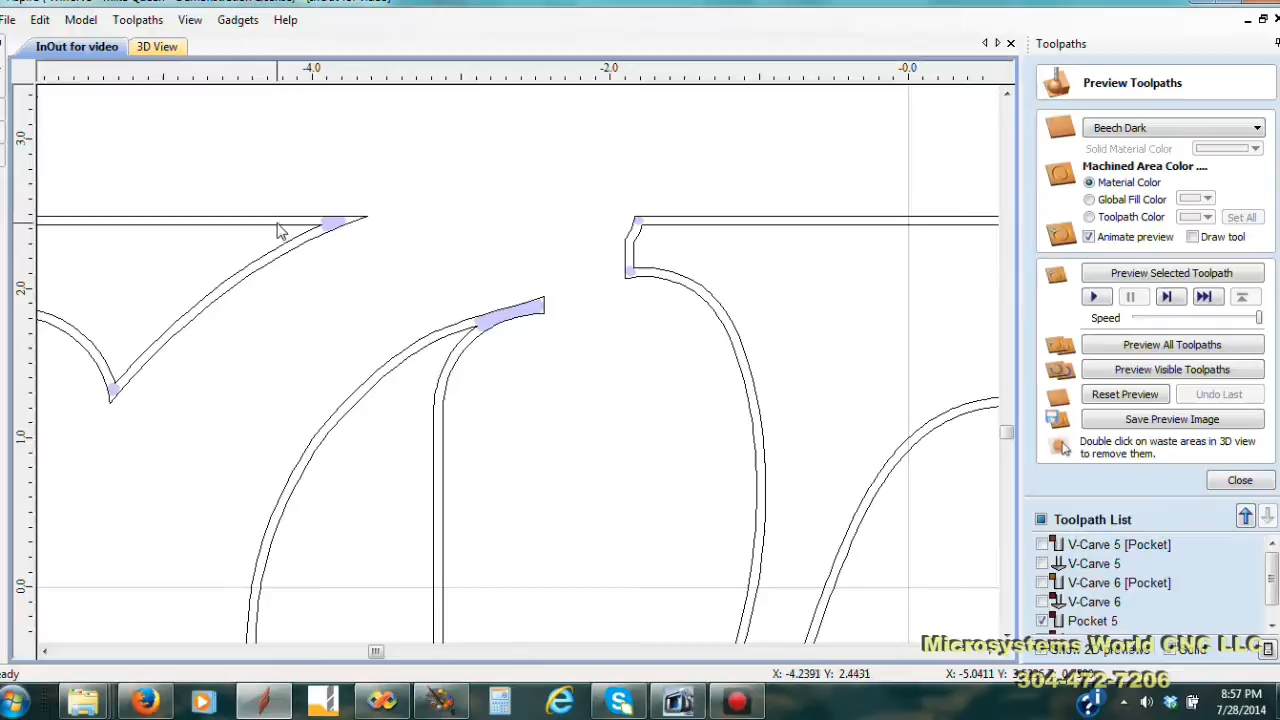 File Edit Model Toolpaths View Gadgets Help
InOut for video
3D View
Toolpaths
-4.0 -2.0 -0.0
3.0
2.0
1.0
0.0
Preview Toolpaths
Beech Dark
Solid Material Color
Machined Area Color ....
Material Color
Global Fill Color
Toolpath Color
Set All
Animate preview
Draw tool
Preview Selected Toolpath
Speed
Preview All Toolpaths
Preview Visible Toolpaths
Reset Preview
Undo Last
Save Preview Image
Double click on waste areas in 3D view
to remove them.
Close
Toolpath List
V-Carve 5 [Pocket]
V-Carve 5
V-Carve 6 [Pocket]
V-Carve 6
Pocket 5
Microsystems World CNC LLC
304-472-7206
eady
X: -4.2391 Y: 2.4431
8:57 PM
7/28/2014